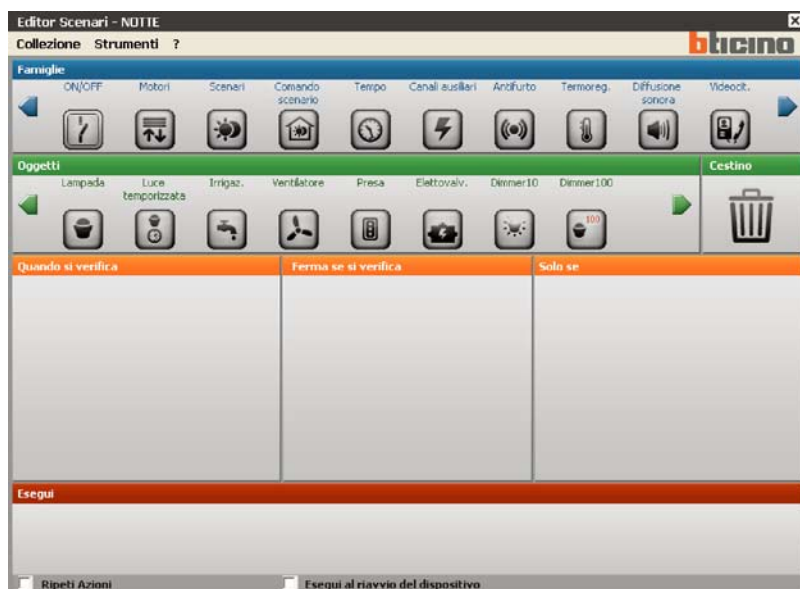 Editor Scenari - NOTTE
Collezione Strumenti ?
bticino
Famiglie
ON/OFF Motori Scenari Comando scenario Tempo Canali ausiliari Antifurto Termoreg. Diffusione sonora Videocit.
Oggetti Cestino
Lampada Luce temporizzata Irrigaz. Ventilatore Presa Elettovalv. Dimmer10 Dimmer100
100
Quando si verifica Ferma se si verifica Solo se
Esegui
Ripeti Azioni Esegui al riavvio del dispositivo